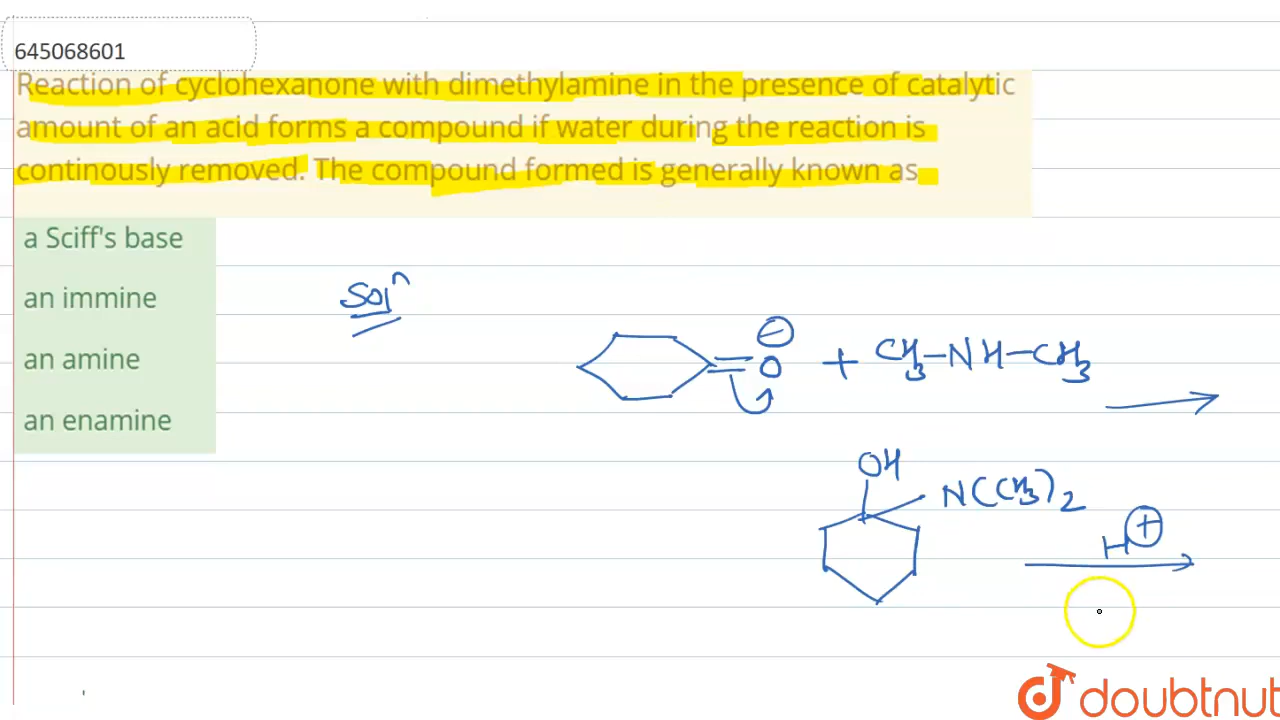 645068601
Reaction of cyclohexanone with dimethylamine in the presence of catalytic
amount of an acid forms a compound if water during the reaction is
continously removed. The compound formed is generally known as
a Sciff's base
an immine
an amine
an enamine
Solⁿ
⊖
O + CH₃-NH-CH₃
OH
N(CH₃)₂
H⊕
doubtnut